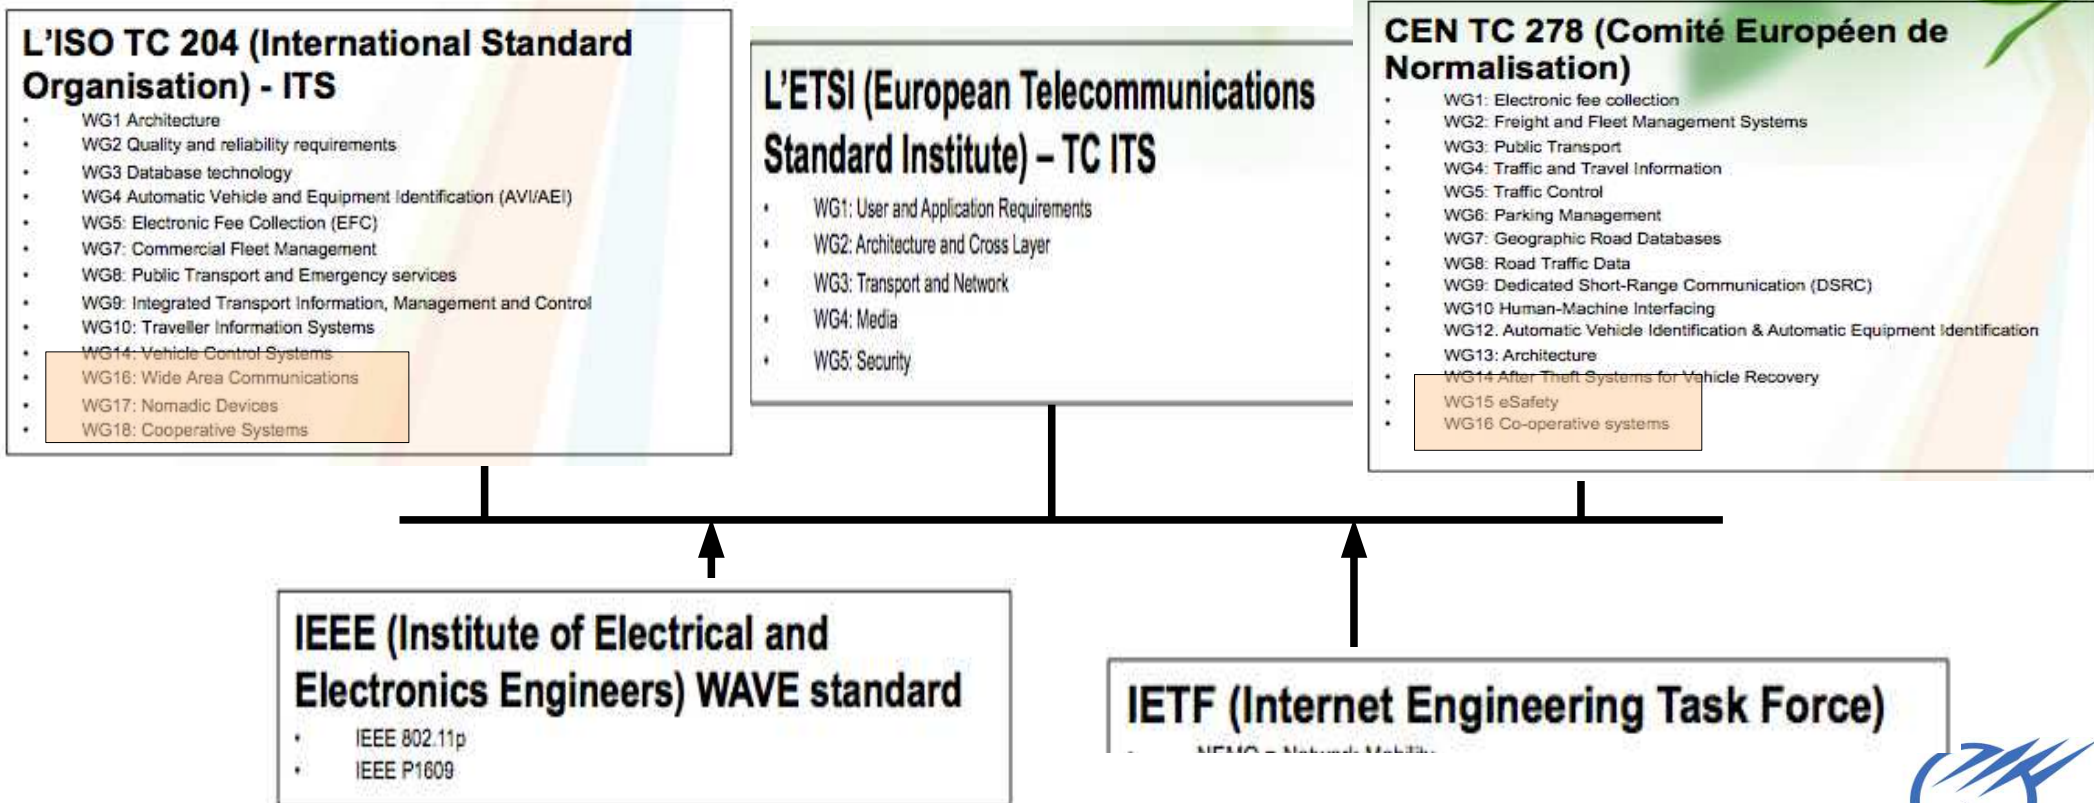 L'ISO TC 204 (International Standard
Organisation) - ITS
• WG1 Architecture
• WG2 Quality and reliability requirements
• WG3 Database technology
• WG4 Automatic Vehicle and Equipment Identification (AVI/AEI)
• WG5: Electronic Fee Collection (EFC)
• WG7: Commercial Fleet Management
• WG8: Public Transport and Emergency services
• WG9: Integrated Transport Information, Management and Control
• WG10: Traveller Information Systems
• WG14: Vehicle Control Systems
• WG16: Wide Area Communications
• WG17: Nomadic Devices
• WG18: Cooperative Systems
L'ETSI (European Telecommunications
Standard Institute) – TC ITS
• WG1: User and Application Requirements
• WG2: Architecture and Cross Layer
• WG3: Transport and Network
• WG4: Media
• WG5: Security
CEN TC 278 (Comité Européen de
Normalisation)
• WG1: Electronic fee collection
• WG2: Freight and Fleet Management Systems
• WG3: Public Transport
• WG4: Traffic and Travel Information
• WG5: Traffic Control
• WG6: Parking Management
• WG7: Geographic Road Databases
• WG8: Road Traffic Data
• WG9: Dedicated Short-Range Communication (DSRC)
• WG10 Human-Machine Interfacing
• WG12. Automatic Vehicle Identification & Automatic Equipment Identification
• WG13: Architecture
• WG14 After Theft Systems for Vehicle Recovery
• WG15 eSafety
• WG16 Co-operative systems
IEEE (Institute of Electrical and
Electronics Engineers) WAVE standard
• IEEE 802.11p
• IEEE P1609
IETF (Internet Engineering Task Force)
• NEMO = Network Mobility